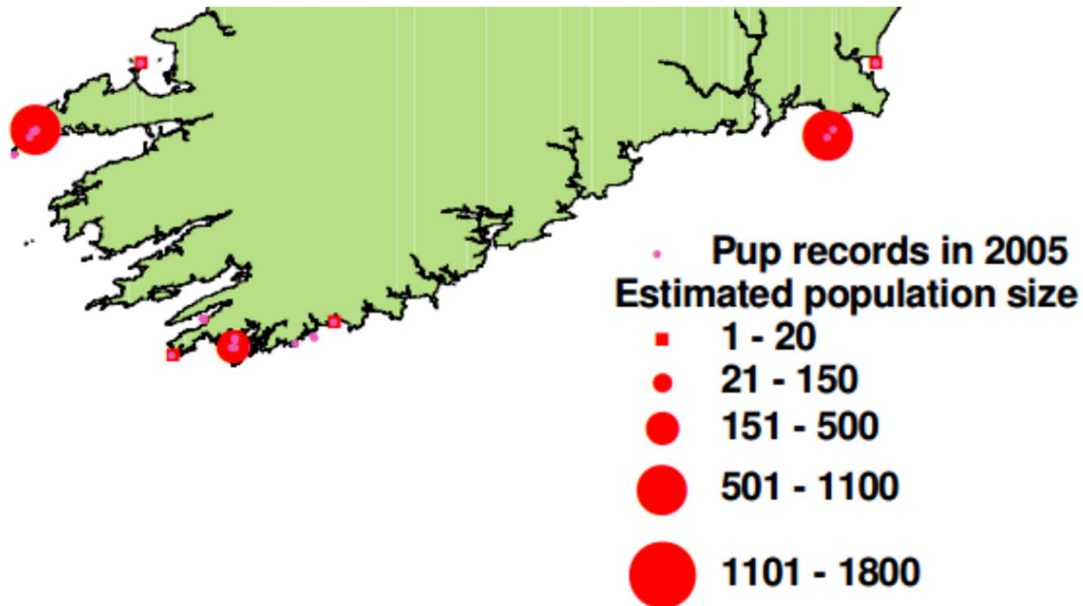 Pup records in 2005
Estimated population size
1 - 20
21 - 150
151 - 500
501 - 1100
1101 - 1800